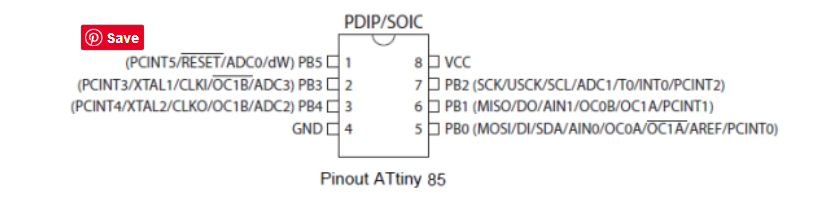 PDIP/SOIC
Save
(PCINT5/RESET/ADC0/dW) PB5 1 8 VCC
(PCINT3/XTAL1/CLKI/OC1B/ADC3) PB3 2 7 PB2 (SCK/USCK/SCL/ADC1/T0/INT0/PCINT2)
(PCINT4/XTAL2/CLKO/OC1B/ADC2) PB4 3 6 PB1 (MISO/DO/AIN1/OC0B/OC1A/PCINT1)
GND 4 5 PB0 (MOSI/DI/SDA/AIN0/OC0A/OC1A/AREF/PCINT0)
Pinout ATtiny 85